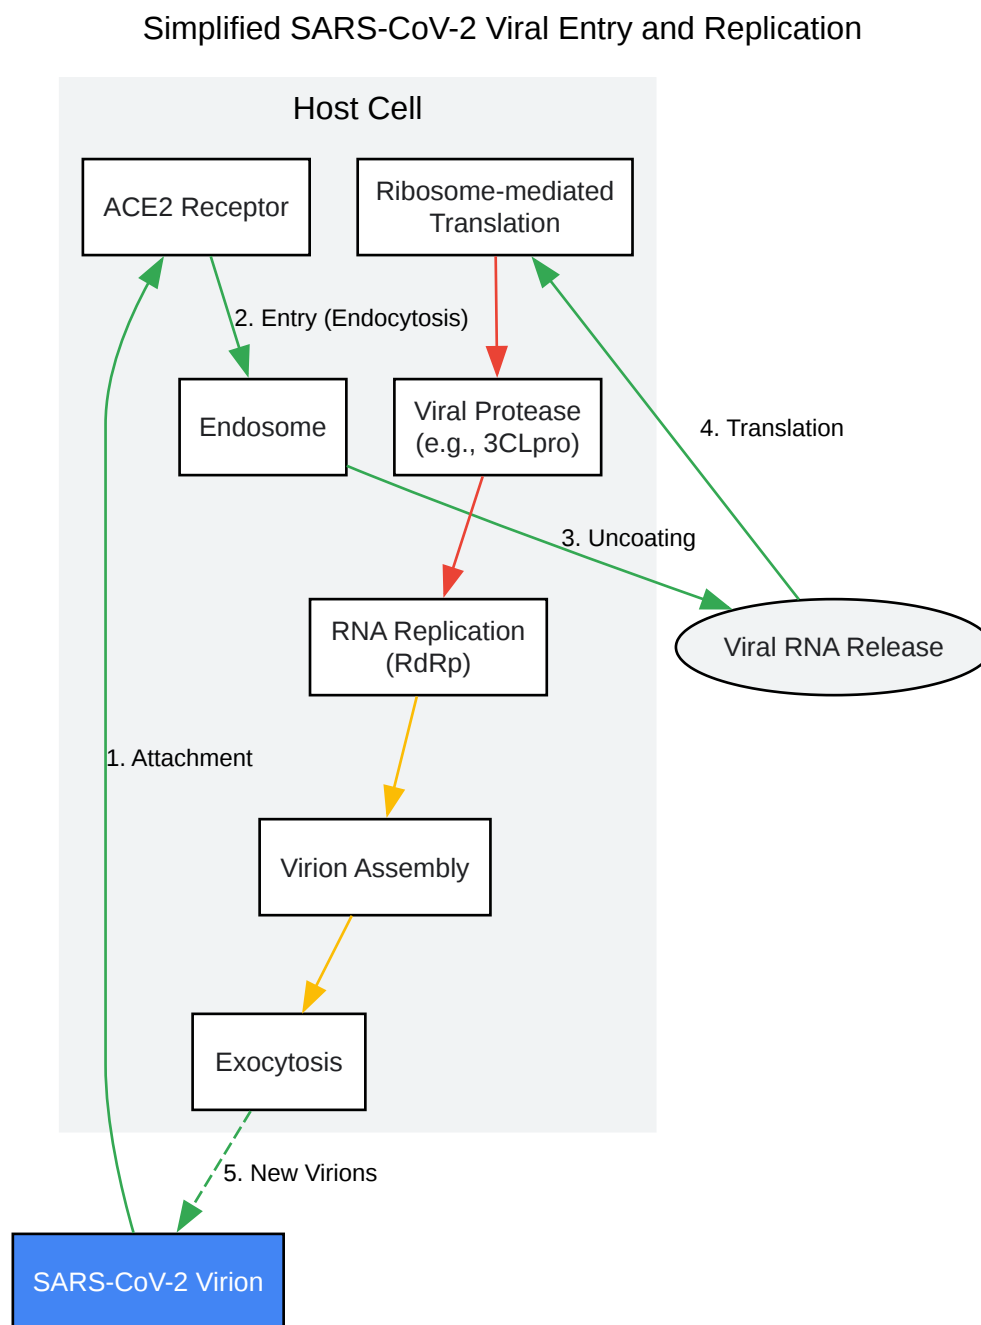 Simplified SARS-CoV-2 Viral Entry and Replication
Host Cell
ACE2 Receptor
Ribosome-mediated
Translation
2. Entry (Endocytosis)
Endosome
Viral Protease
(e.g., 3CLpro)
4. Translation
3. Uncoating
RNA Replication
(RdRp)
Viral RNA Release
1. Attachment
Virion Assembly
Exocytosis
5. New Virions
SARS-CoV-2 Virion